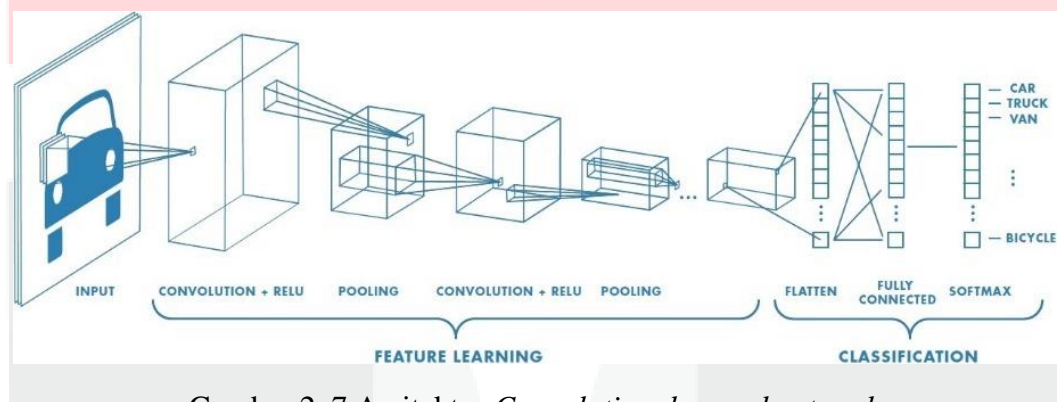 CAR
TRUCK
VAN
BICYCLE
INPUT CONVOLUTION + RELU POOLING CONVOLUTION + RELU POOLING FLATTEN FULLY CONNECTED SOFTMAX
FEATURE LEARNING CLASSIFICATION